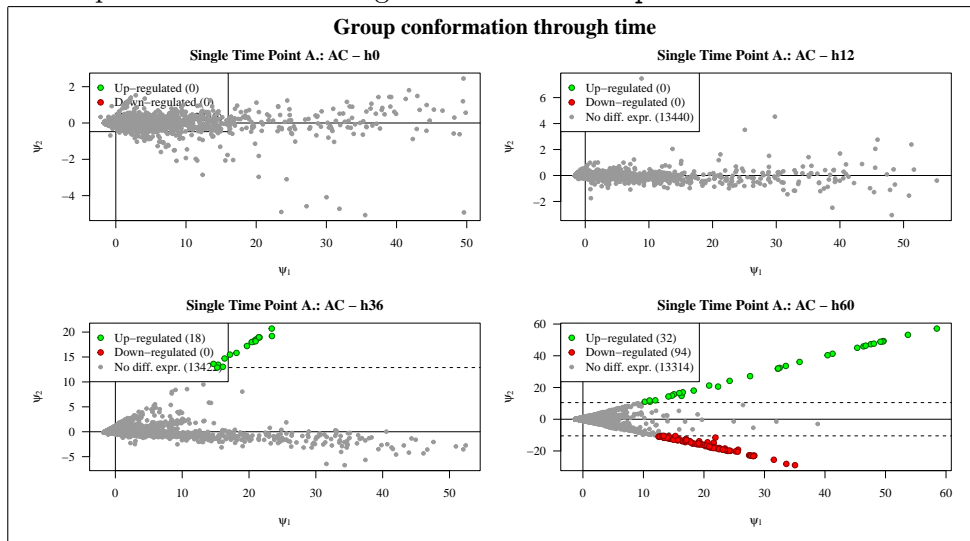 Group conformation through time
Single Time Point A.: AC − h0
Up−regulated (0)
Down−regulated (0)
2
0
−2
−4
ψ2
0 10 20 30 40 50
ψ1
Single Time Point A.: AC − h12
Up−regulated (0)
Down−regulated (0)
No diff. expr. (13440)
6
4
2
0
−2
ψ2
0 10 20 30 40 50
ψ1
Single Time Point A.: AC − h36
Up−regulated (18)
Down−regulated (0)
No diff. expr.
20
15
10
5
0
−5
ψ2
0 10 20 30 40 50
ψ1
Single Time Point A.: AC − h60
Up−regulated (32)
Down−regulated (94)
No diff. expr. (13314)
60
40
20
0
−20
ψ2
0 10 20 30 40 50 60
ψ1